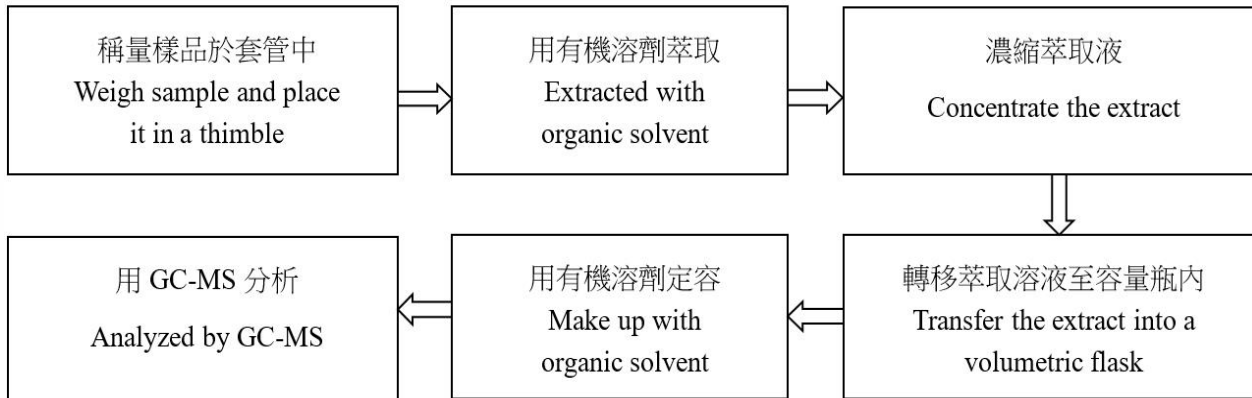 稱量樣品於套管中
Weigh sample and place
it in a thimble
用有機溶劑萃取
Extracted with
organic solvent
濃縮萃取液
Concentrate the extract
轉移萃取溶液至容量瓶內
Transfer the extract into a
volumetric flask
用有機溶劑定容
Make up with
organic solvent
用 GC-MS 分析
Analyzed by GC-MS